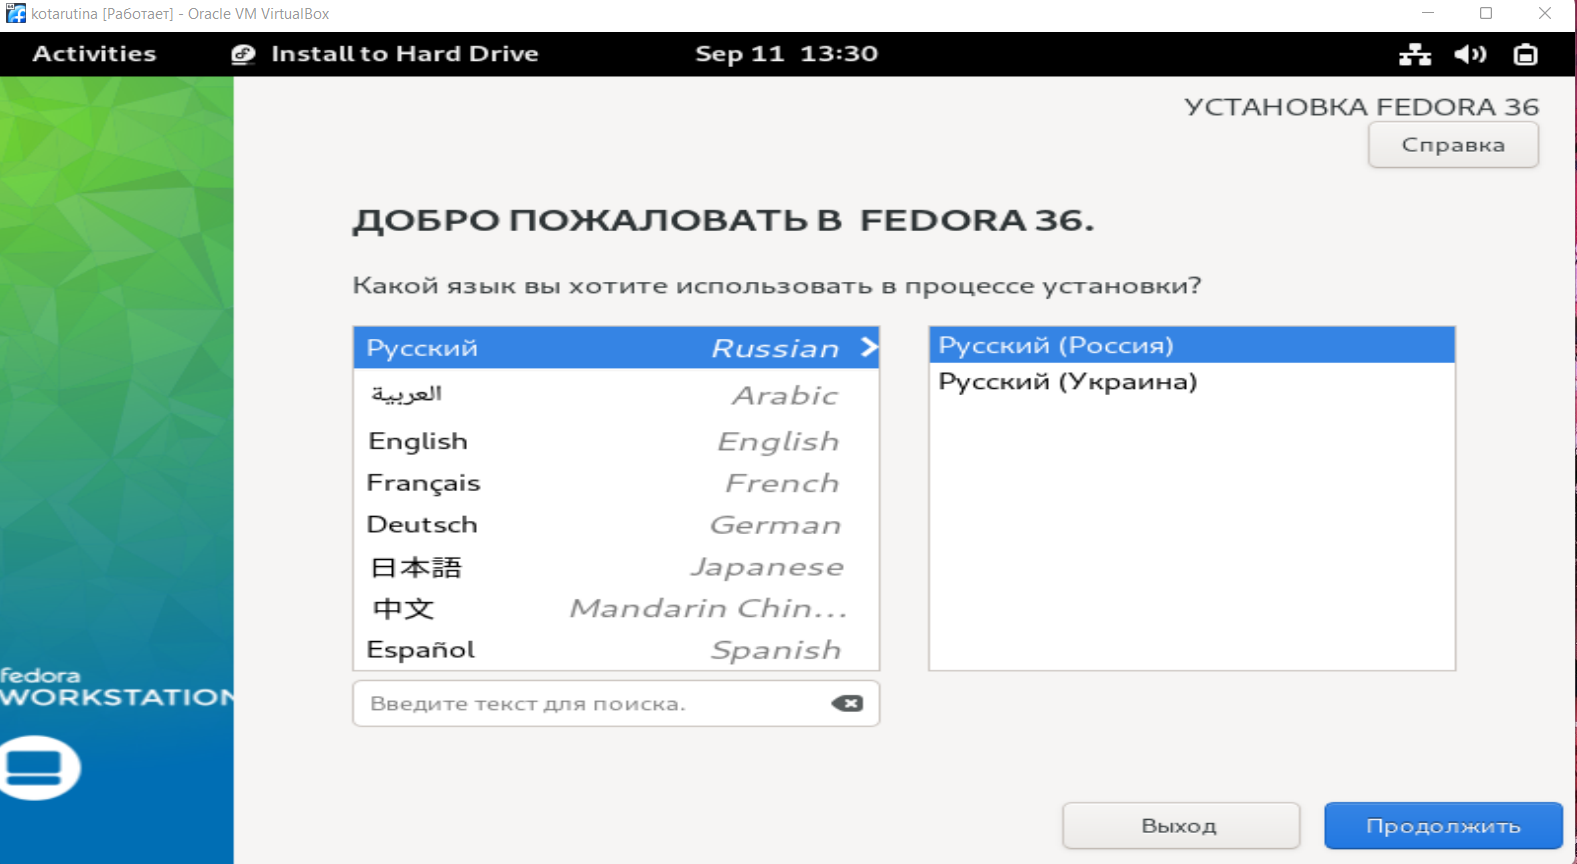 kotarutina [Работает] - Oracle VM VirtualBox
Activities Install to Hard Drive Sep 11 13:30
УСТАНОВКА FEDORA 36
Справка
ДОБРО ПОЖАЛОВАТЬ В FEDORA 36.
Какой язык вы хотите использовать в процессе установки?
Русский Russian
العربية Arabic
English English
Français French
Deutsch German
日本語 Japanese
中文 Mandarin Chin...
Español Spanish
Введите текст для поиска.
Русский (Россия)
Русский (Украина)
fedora
WORKSTATION
Выход Продолжить